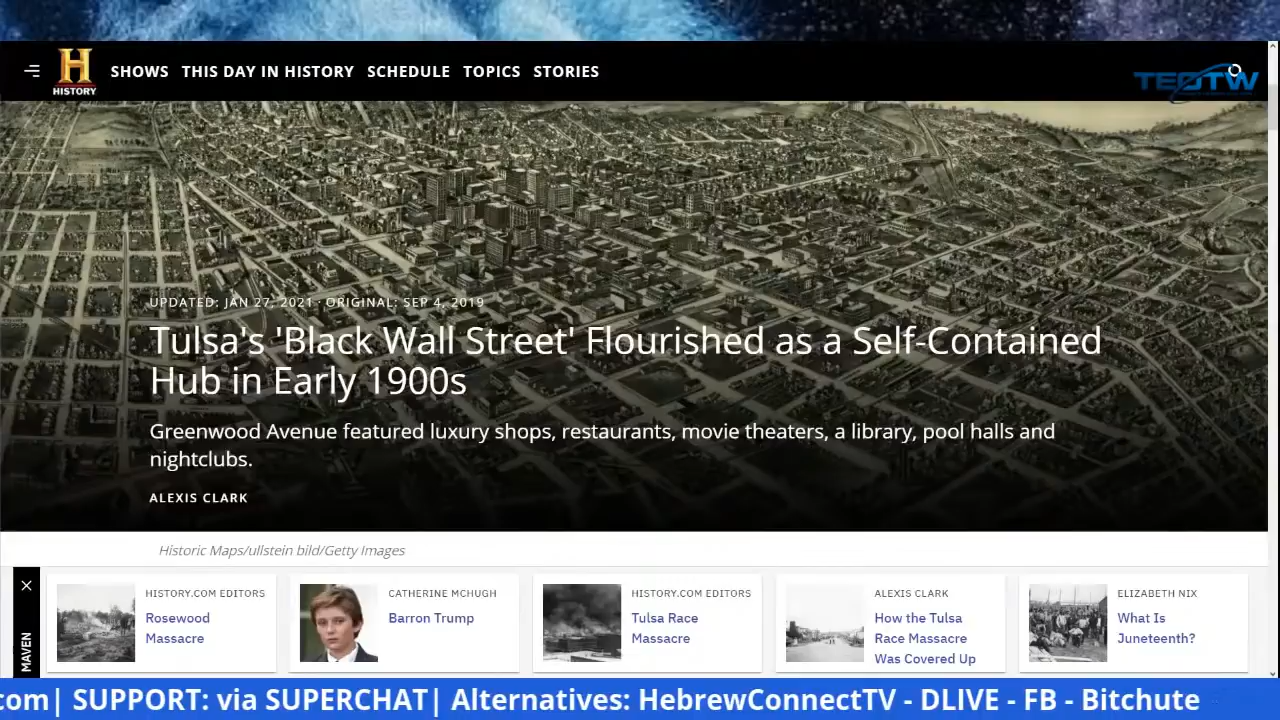 H
HISTORY
SHOWS THIS DAY IN HISTORY SCHEDULE TOPICS STORIES
TEOTW
UPDATED: JAN 27, 2021 · ORIGINAL: SEP 4, 2019
Tulsa's 'Black Wall Street' Flourished as a Self-Contained
Hub in Early 1900s
Greenwood Avenue featured luxury shops, restaurants, movie theaters, a library, pool halls and
nightclubs.
ALEXIS CLARK
Historic Maps/ullstein bild/Getty Images
MAVEN
HISTORY.COM EDITORS
Rosewood
Massacre
CATHERINE MCHUGH
Barron Trump
HISTORY.COM EDITORS
Tulsa Race
Massacre
ALEXIS CLARK
How the Tulsa
Race Massacre
Was Covered Up
ELIZABETH NIX
What Is
Juneteenth?
.com| SUPPORT: via SUPERCHAT| Alternatives: HebrewConnectTV - DLIVE - FB - Bitchute